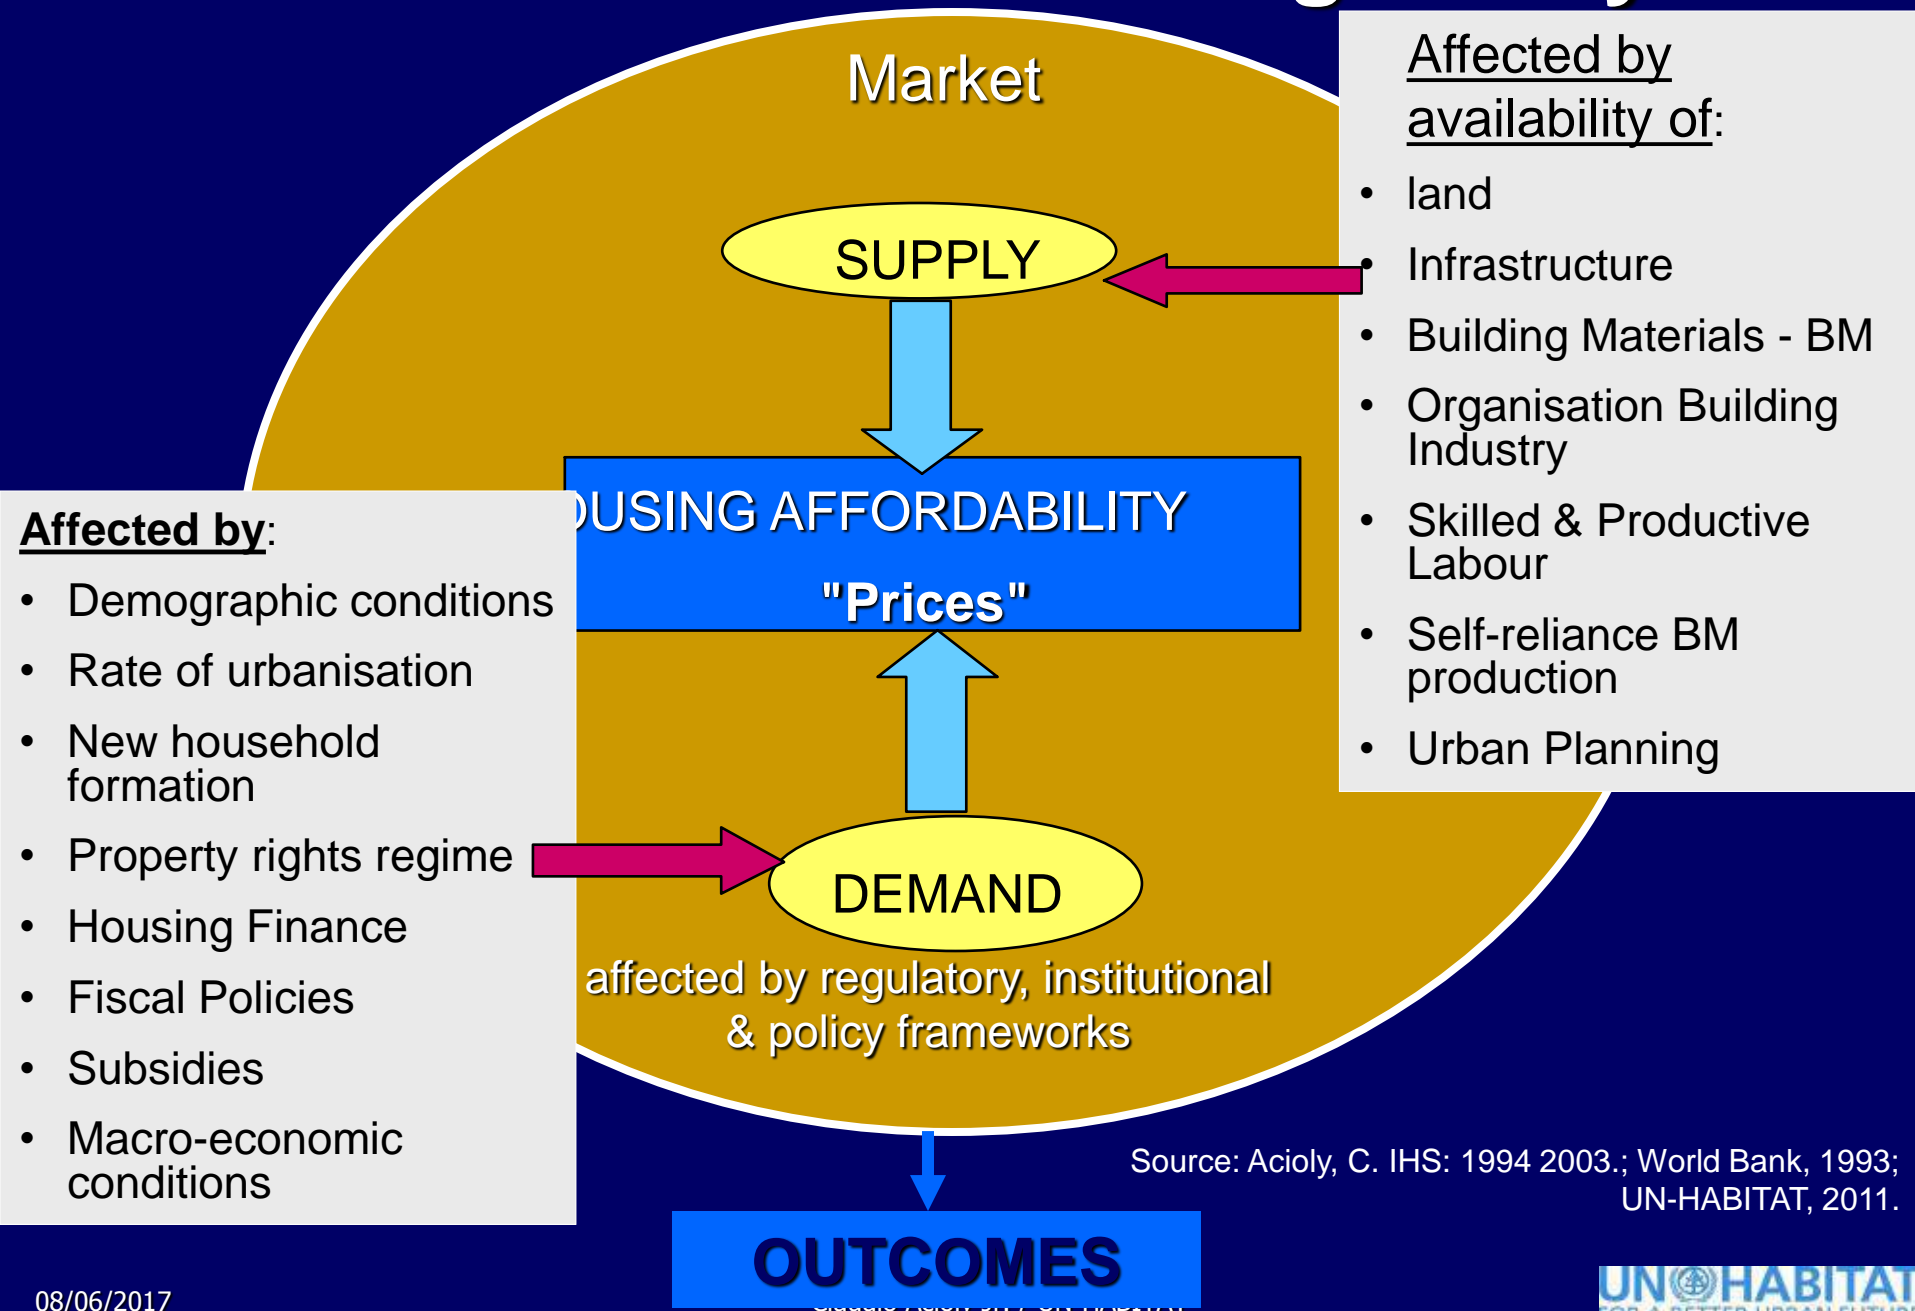 Market
SUPPLY
OUSING AFFORDABILITY
"Prices"
DEMAND
affected by regulatory, institutional
& policy frameworks
Affected by
availability of:
• land
• Infrastructure
• Building Materials - BM
• Organisation Building
Industry
• Skilled & Productive
Labour
• Self-reliance BM
production
• Urban Planning
Affected by:
• Demographic conditions
• Rate of urbanisation
• New household
formation
• Property rights regime
• Housing Finance
• Fiscal Policies
• Subsidies
• Macro-economic
conditions
Source: Acioly, C. IHS: 1994 2003.; World Bank, 1993;
UN-HABITAT, 2011.
OUTCOMES
08/06/2017
UN HABITAT